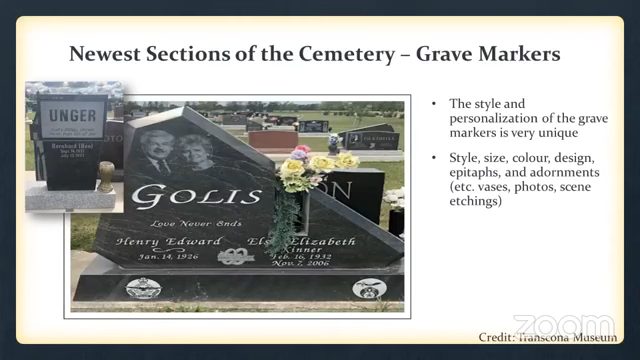 Newest Sections of the Cemetery – Grave Markers
UNGER
GOLIS
Love Never Ends
Henry Edward
Jan. 14, 1926
Elizabeth
Kinner
Feb. 16, 1932
Nov. 7, 2006
• The style and
personalization of the grave
markers is very unique
• Style, size, colour, design,
epitaphs, and adornments
(etc. vases, photos, scene
etchings)
Credit: Transcona Museum
zoom